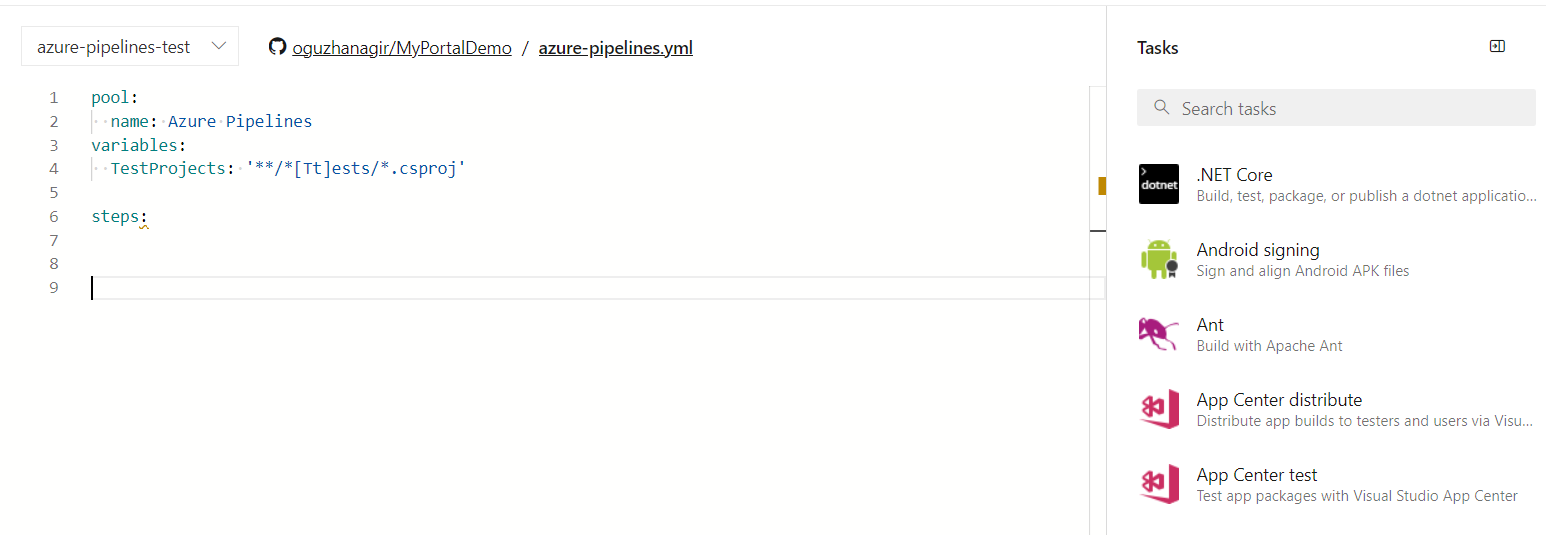 azure-pipelines-test
oguzhanagir/MyPortalDemo / azure-pipelines.yml
1 pool:
2 name: Azure Pipelines
3 variables:
4 TestProjects: '**/*[Tt]ests/*.csproj'
5
6 steps:
7
8
9
Tasks
Search tasks
dotnet
.NET Core
Build, test, package, or publish a dotnet applicatio...
Android signing
Sign and align Android APK files
Ant
Build with Apache Ant
App Center distribute
Distribute app builds to testers and users via Visu...
App Center test
Test app packages with Visual Studio App Center